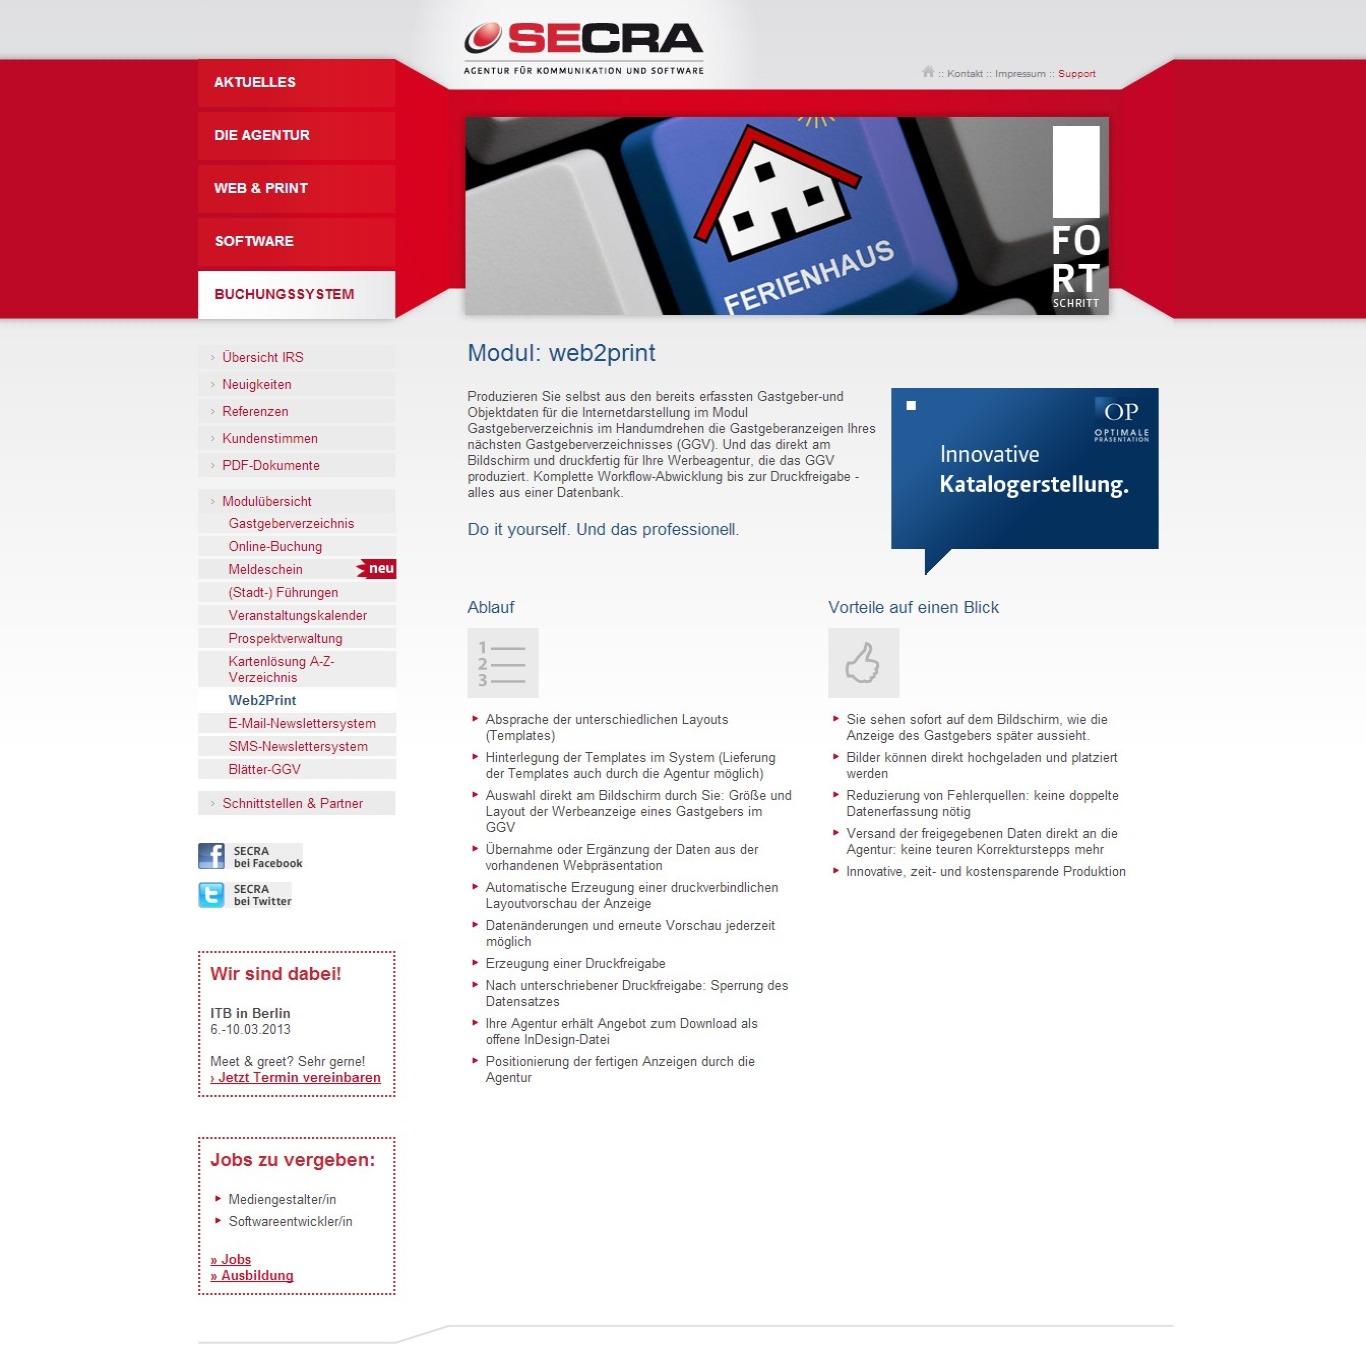 SECRA
AGENTUR FÜR KOMMUNIKATION UND SOFTWARE
:: Kontakt :: Impressum :: Support
AKTUELLES
DIE AGENTUR
WEB & PRINT
SOFTWARE
BUCHUNGSSYSTEM
FERIENHAUS
FO
RT
SCHRITT
› Übersicht IRS
› Neuigkeiten
› Referenzen
› Kundenstimmen
› PDF-Dokumente
› Modulübersicht
Gastgeberverzeichnis
Online-Buchung
Meldeschein neu
(Stadt-) Führungen
Veranstaltungskalender
Prospektverwaltung
Kartenlösung A-Z-
Verzeichnis
Web2Print
E-Mail-Newslettersystem
SMS-Newslettersystem
Blätter-GGV
› Schnittstellen & Partner
SECRA
bei Facebook
SECRA
bei Twitter
Wir sind dabei!
ITB in Berlin
6.-10.03.2013
Meet & greet? Sehr gerne!
› Jetzt Termin vereinbaren
Jobs zu vergeben:
Mediengestalter/in
Softwareentwickler/in
» Jobs
» Ausbildung
Modul: web2print
Produzieren Sie selbst aus den bereits erfassten Gastgeber-und
Objektdaten für die Internetdarstellung im Modul
Gastgeberverzeichnis im Handumdrehen die Gastgeberanzeigen Ihres
nächsten Gastgeberverzeichnisses (GGV). Und das direkt am
Bildschirm und druckfertig für Ihre Werbeagentur, die das GGV
produziert. Komplette Workflow-Abwicklung bis zur Druckfreigabe -
alles aus einer Datenbank.
Do it yourself. Und das professionell.
OP
OPTIMALE
PRÄSENTATION
Innovative
Katalogerstellung.
Ablauf
1
2
3
Absprache der unterschiedlichen Layouts
(Templates)
Hinterlegung der Templates im System (Lieferung
der Templates auch durch die Agentur möglich)
Auswahl direkt am Bildschirm durch Sie: Größe und
Layout der Werbeanzeige eines Gastgebers im
GGV
Übernahme oder Ergänzung der Daten aus der
vorhandenen Webpräsentation
Automatische Erzeugung einer druckverbindlichen
Layoutvorschau der Anzeige
Datenänderungen und erneute Vorschau jederzeit
möglich
Erzeugung einer Druckfreigabe
Nach unterschriebener Druckfreigabe: Sperrung des
Datensatzes
Ihre Agentur erhält Angebot zum Download als
offene InDesign-Datei
Positionierung der fertigen Anzeigen durch die
Agentur
Vorteile auf einen Blick
Sie sehen sofort auf dem Bildschirm, wie die
Anzeige des Gastgebers später aussieht.
Bilder können direkt hochgeladen und platziert
werden
Reduzierung von Fehlerquellen: keine doppelte
Datenerfassung nötig
Versand der freigegebenen Daten direkt an die
Agentur: keine teuren Korrekturstepps mehr
Innovative, zeit- und kostensparende Produktion